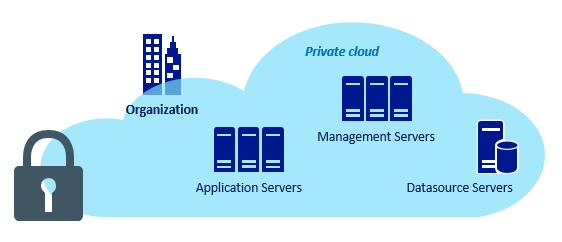 Private cloud
Organization
Management Servers
Application Servers
Datasource Servers